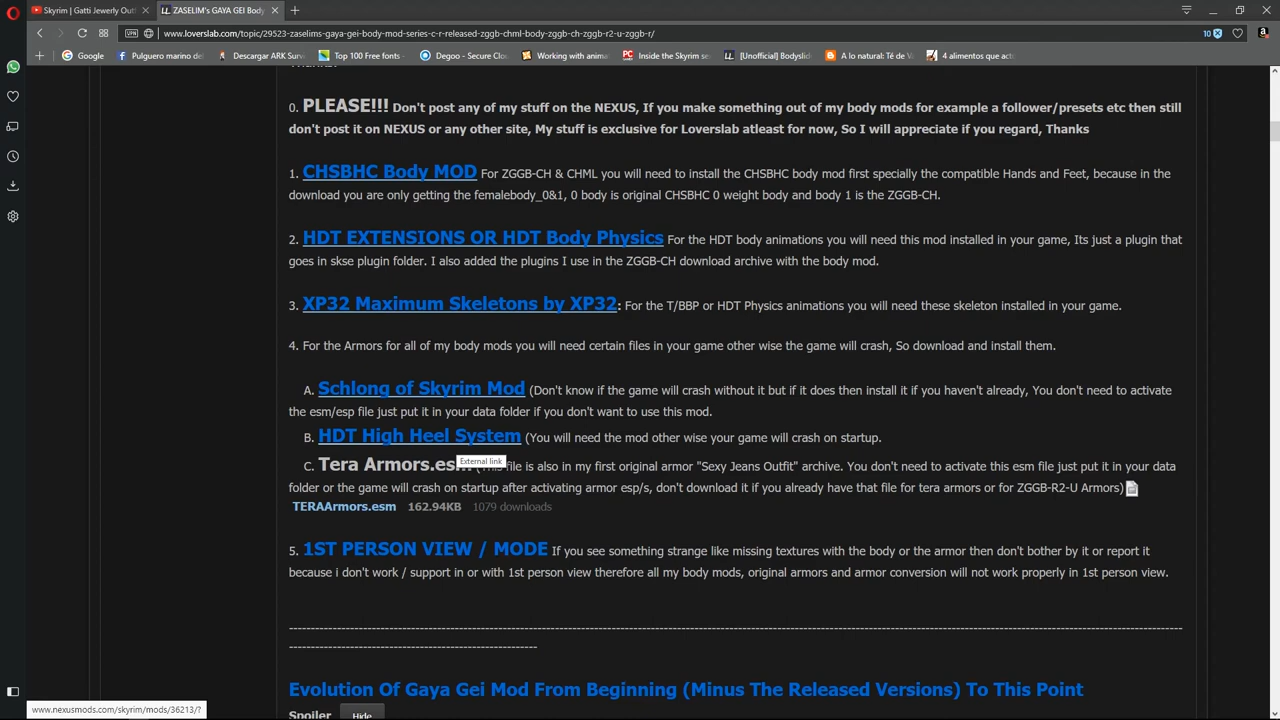 Skyrim | Gatti Jewerly Out
ZASELIM's GAYA GEI Body
www.loverslab.com/topic/29523-zaselims-gaya-gei-body-mod-series-c-r-released-zggb-chml-body-zggb-ch-zggb-r2-u-zggb-r/
VPN
10
Google
Pulguero marino del
Descargar ARK Surv
Top 100 Free fonts -
Degoo - Secure Clo
Working with anim
Inside the Skyrim se
[Unofficial] Bodyslid
A lo natural: Té de V
4 alimentos que act
0. PLEASE!!! Don't post any of my stuff on the NEXUS, If you make something out of my body mods for example a follower/presets etc then still
don't post it on NEXUS or any other site, My stuff is exclusive for Loverslab atleast for now, So I will appreciate if you regard, Thanks
1. CHSBHC Body MOD For ZGGB-CH & CHML you will need to install the CHSBHC body mod first specially the compatible Hands and Feet, because in the
download you are only getting the femalebody_0&1, 0 body is original CHSBHC 0 weight body and body 1 is the ZGGB-CH.
2. HDT EXTENSIONS OR HDT Body Physics For the HDT body animations you will need this mod installed in your game, Its just a plugin that
goes in skse plugin folder. I also added the plugins I use in the ZGGB-CH download archive with the body mod.
3. XP32 Maximum Skeletons by XP32: For the T/BBP or HDT Physics animations you will need these skeleton installed in your game.
4. For the Armors for all of my body mods you will need certain files in your game other wise the game will crash, So download and install them.
A. Schlong of Skyrim Mod (Don't know if the game will crash without it but if it does then install it if you haven't already, You don't need to activate
the esm/esp file just put it in your data folder if you don't want to use this mod.
B. HDT High Heel System (You will need the mod other wise your game will crash on startup.
External link
C. Tera Armors.esm (This file is also in my first original armor "Sexy Jeans Outfit" archive. You don't need to activate this esm file just put it in your data
folder or the game will crash on startup after activating armor esp/s, don't download it if you already have that file for tera armors or for ZGGB-R2-U Armors)
TERAArmors.esm 162.94KB 1079 downloads
5. 1ST PERSON VIEW / MODE If you see something strange like missing textures with the body or the armor then don't bother by it or report it
because i don't work / support in or with 1st person view therefore all my body mods, original armors and armor conversion will not work properly in 1st person view.
Evolution Of Gaya Gei Mod From Beginning (Minus The Released Versions) To This Point
Spoiler Hide
www.nexusmods.com/skyrim/mods/36213/?